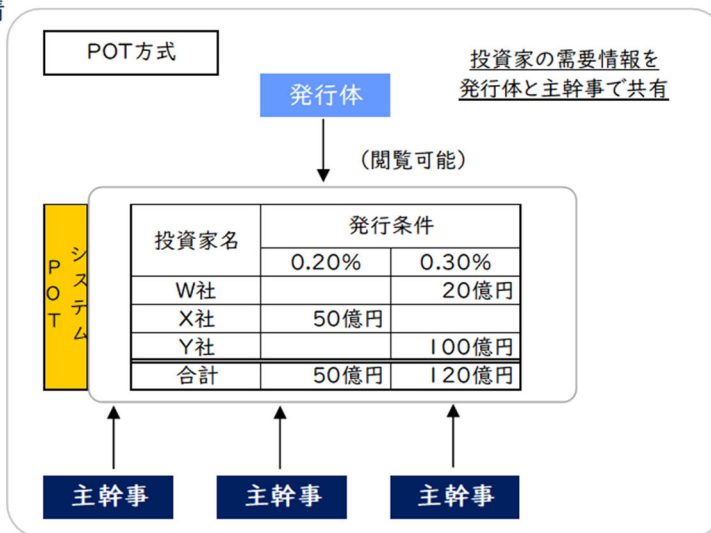 POT方式
投資家の需要情報を
発行体と主幹事で共有
発行体
(閲覧可能)
POT
システム
投資家名 発行条件
0.20% 0.30%
W社 20億円
X社 50億円
Y社 100億円
合計 50億円 120億円
主幹事 主幹事 主幹事